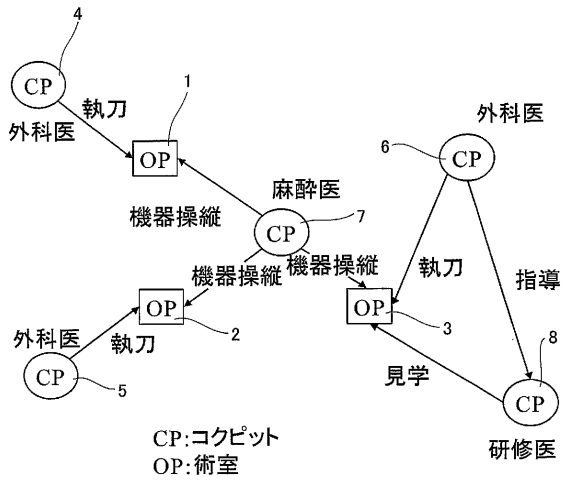 4
CP
執刀
外科医
1
OP
機器操縦
麻酔医
CP
7
機器操縦
機器操縦
外科医
6
CP
執刀
指導
OP
3
見学
8
CP
研修医
OP
2
外科医
執刀
CP
5
CP:コクピット
OP:術室